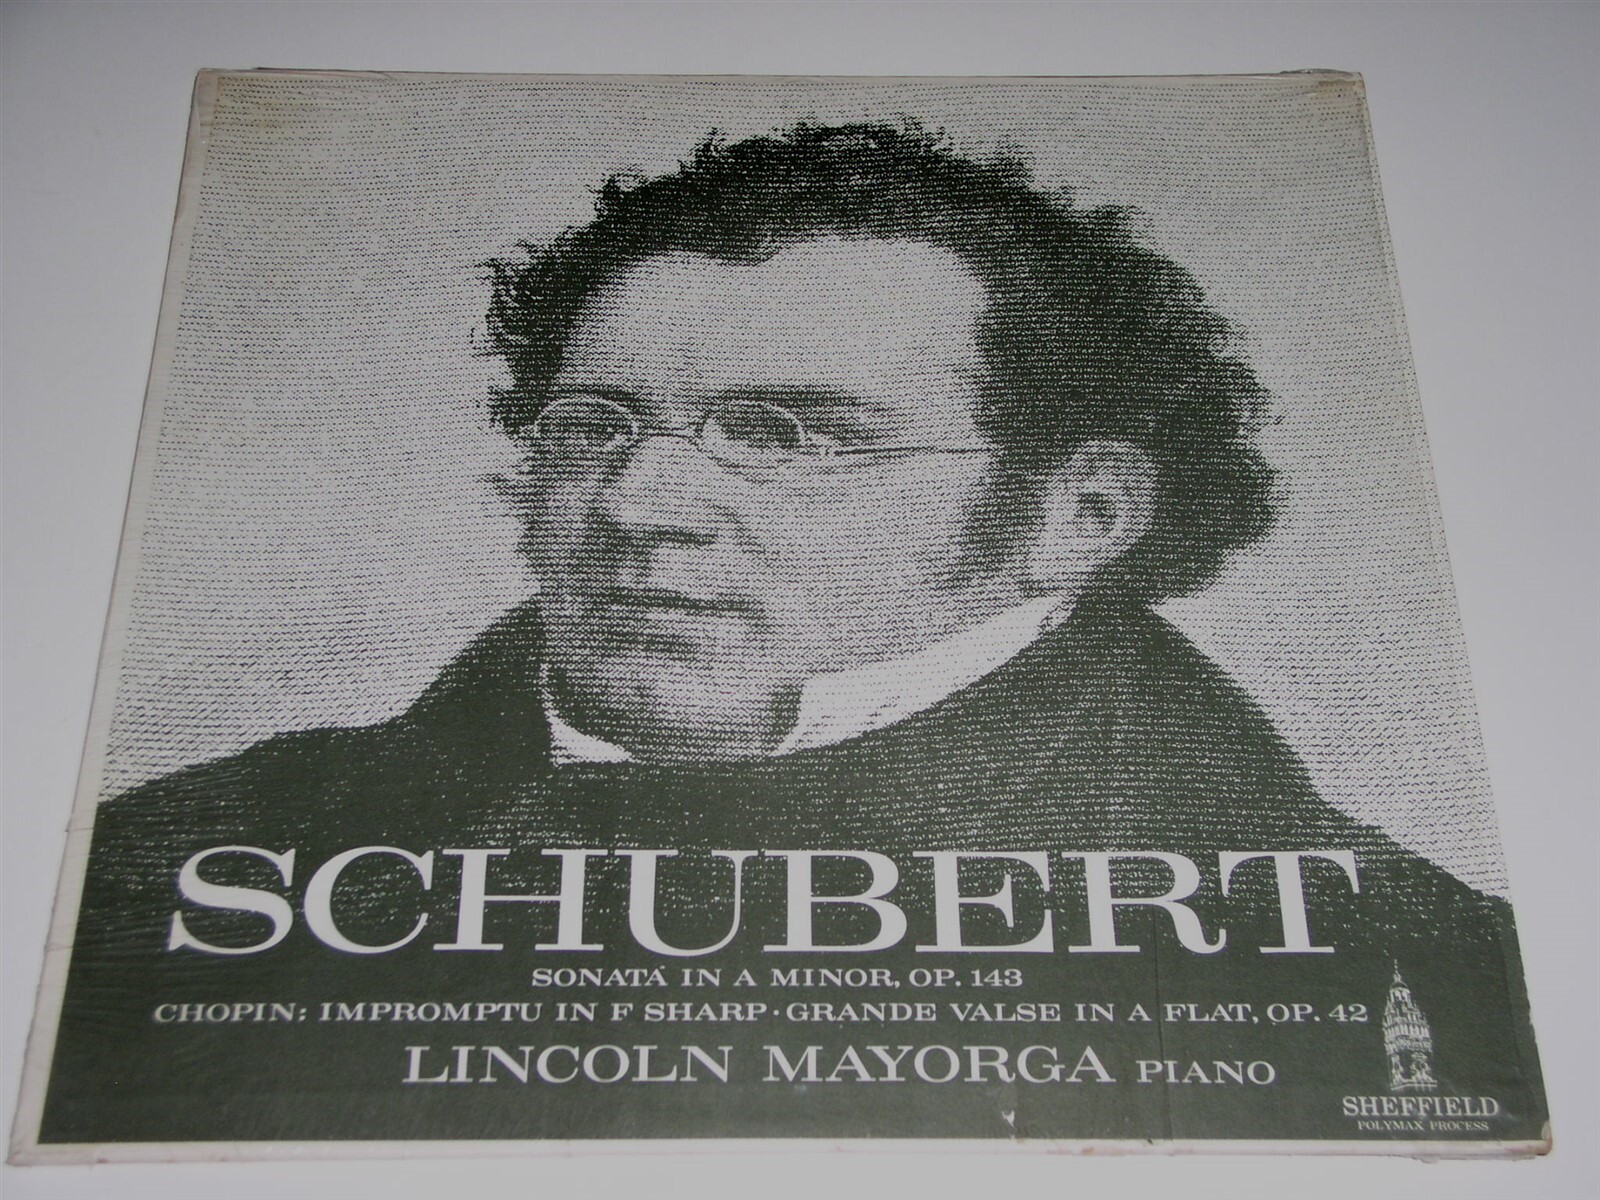 SCHUBERT
SONATA IN A MINOR, OP. 143
CHOPIN: IMPROMPTU IN F SHARP · GRANDE VALSE IN A FLAT, OP. 42
LINCOLN MAYORGA PIANO
SHEFFIELD
POLYMAX PROCESS